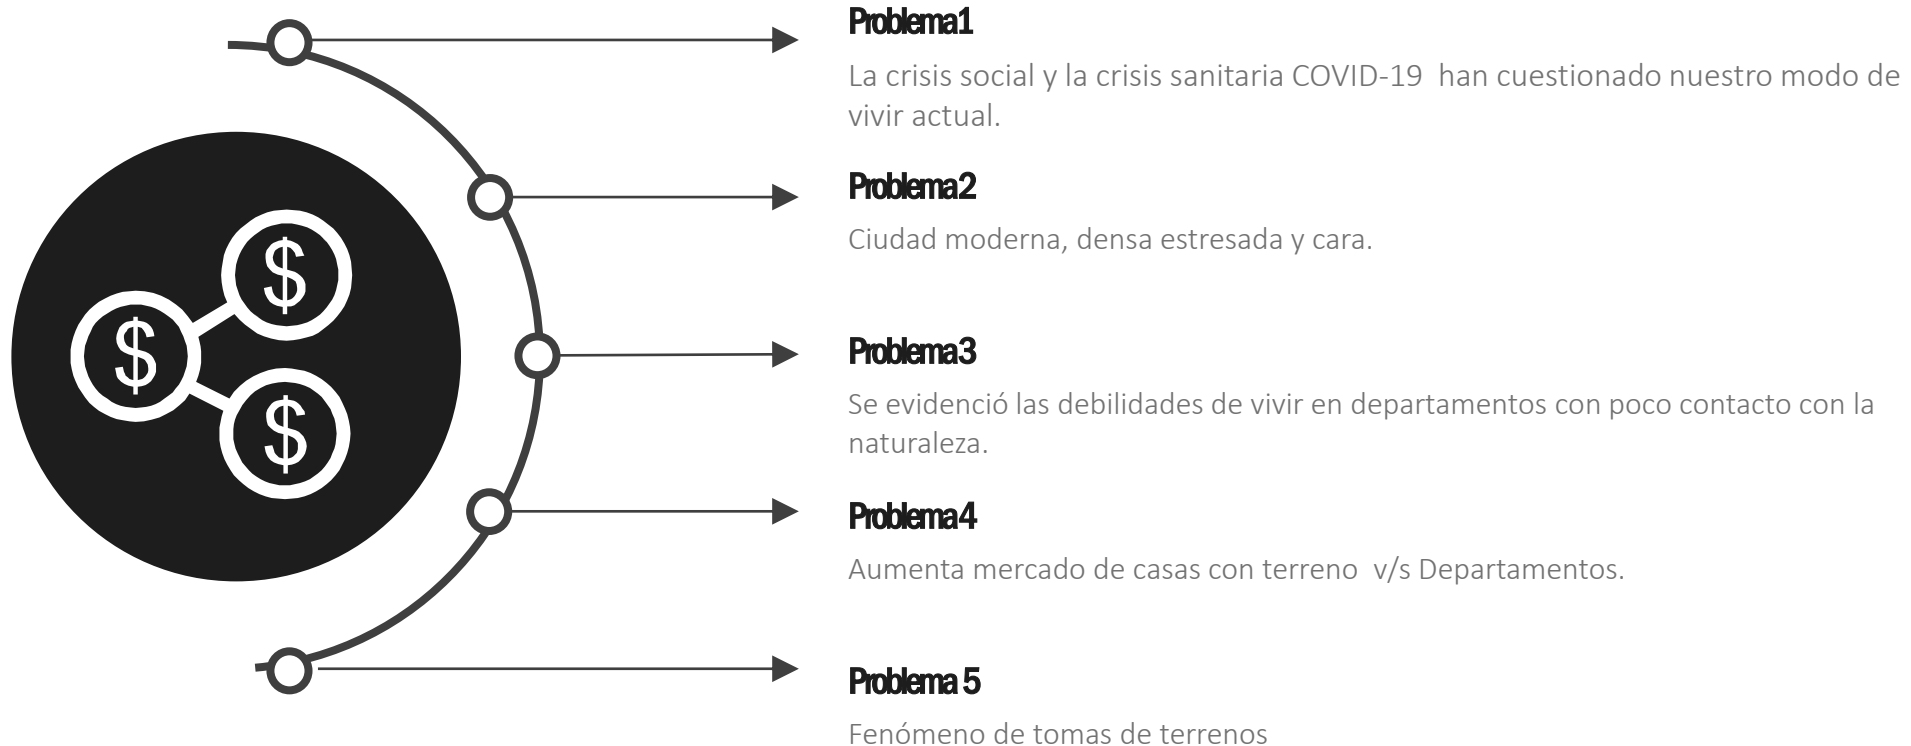 Problema1
La crisis social y la crisis sanitaria COVID-19  han cuestionado nuestro modo de
vivir actual.
Problema2
Ciudad moderna, densa estresada y cara.
$
$
Problema3
Se evidenció las debilidades de vivir en departamentos con poco contacto con la
naturaleza.
$
Problema4
Aumenta mercado de casas con terreno  v/s Departamentos.
Problema 5
Fenómeno de tomas de terrenos